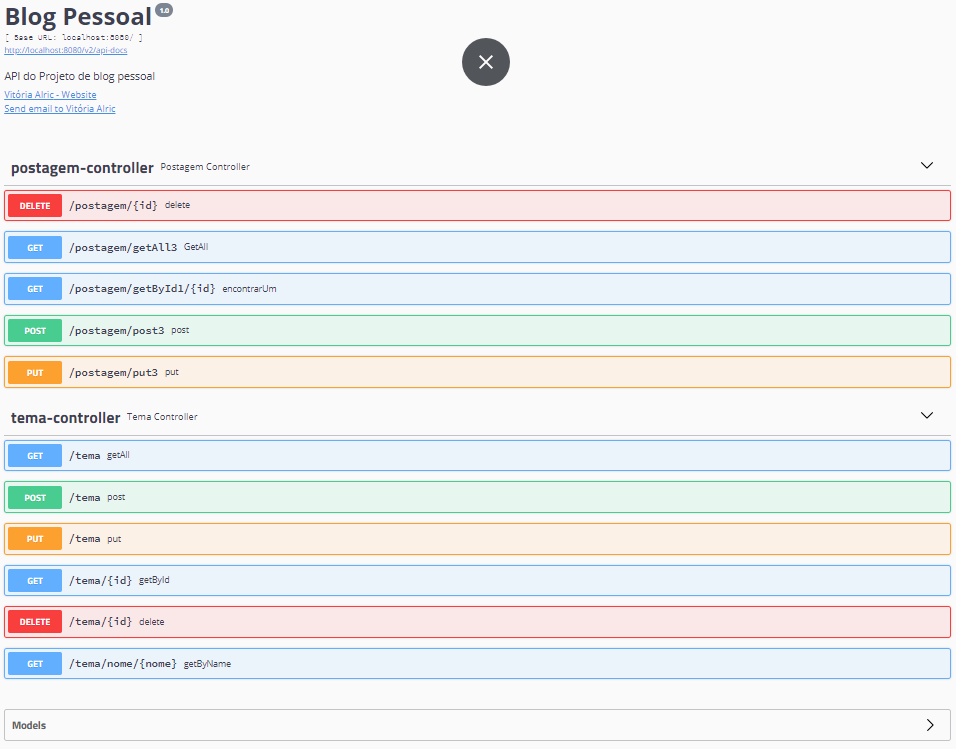 Blog Pessoal 1.0
[ Base URL: localhost:8080/ ]
http://localhost:8080/v2/api-docs
API do Projeto de blog pessoal
Vitória Alric - Website
Send email to Vitória Alric
postagem-controller Postagem Controller
DELETE /postagem/{id} delete
GET /postagem/getAll3 GetAll
GET /postagem/getById1/{id} encontrarUm
POST /postagem/post3 post
PUT /postagem/put3 put
tema-controller Tema Controller
GET /tema getAll
POST /tema post
PUT /tema put
GET /tema/{id} getById
DELETE /tema/{id} delete
GET /tema/nome/{nome} getByName
Models